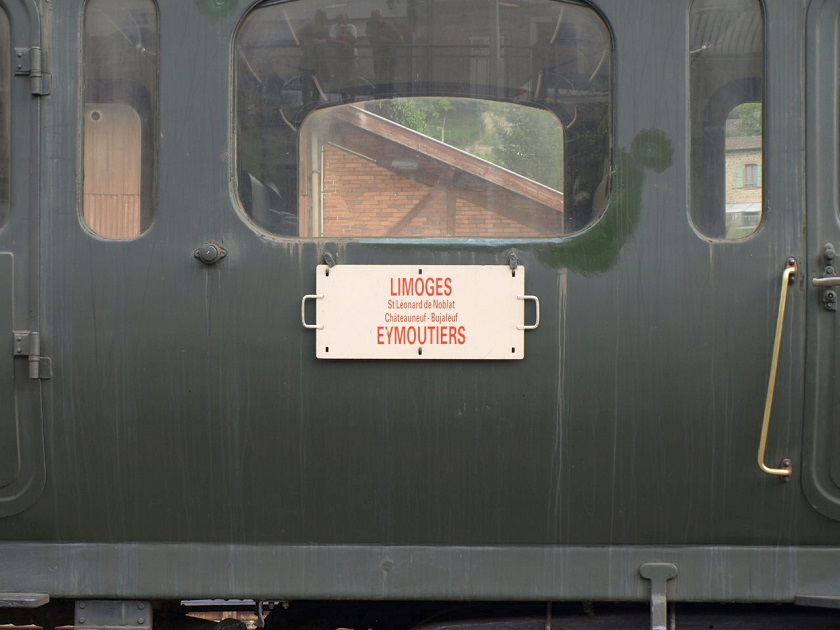 LIMOGES
St Léonard de Noblat
Châteauneuf - Bujaleuf
EYMOUTIERS